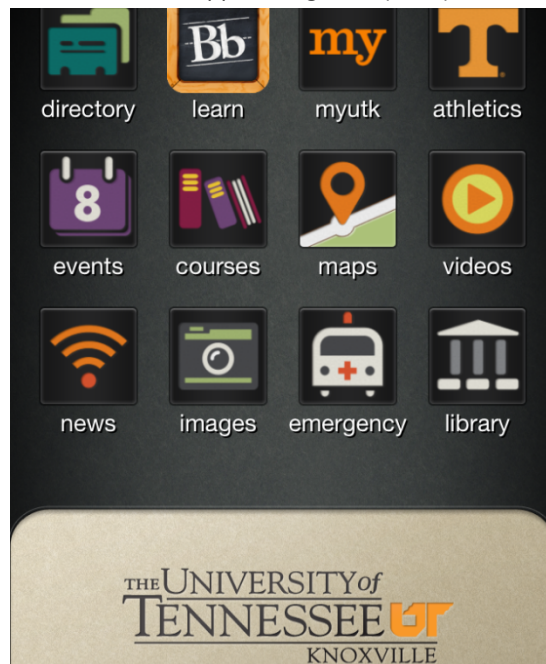 Bb my T
directory learn myutk athletics
8
events courses maps videos
news images emergency library
THE UNIVERSITY of
TENNESSEE UT
KNOXVILLE